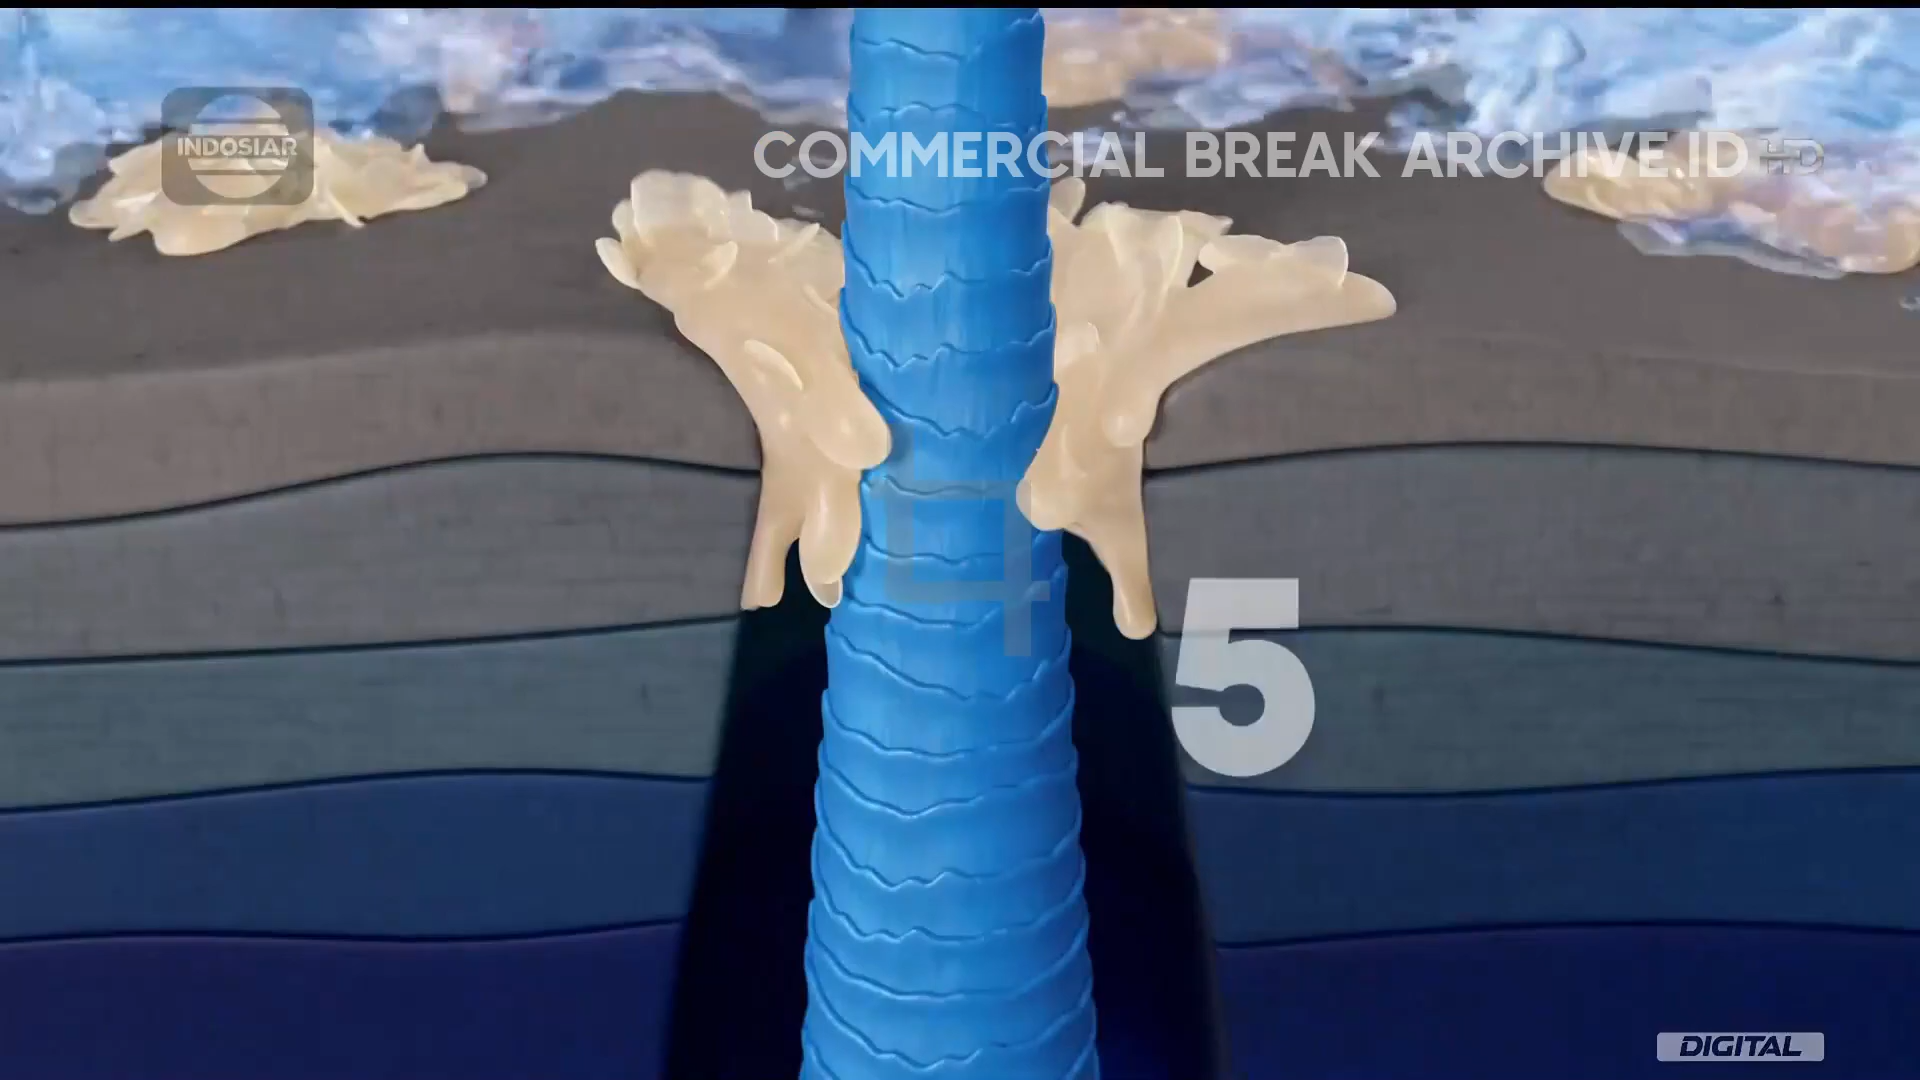 INDOSIAR
COMMERCIAL BREAK ARCHIVE.ID HD
4
5
DIGITAL